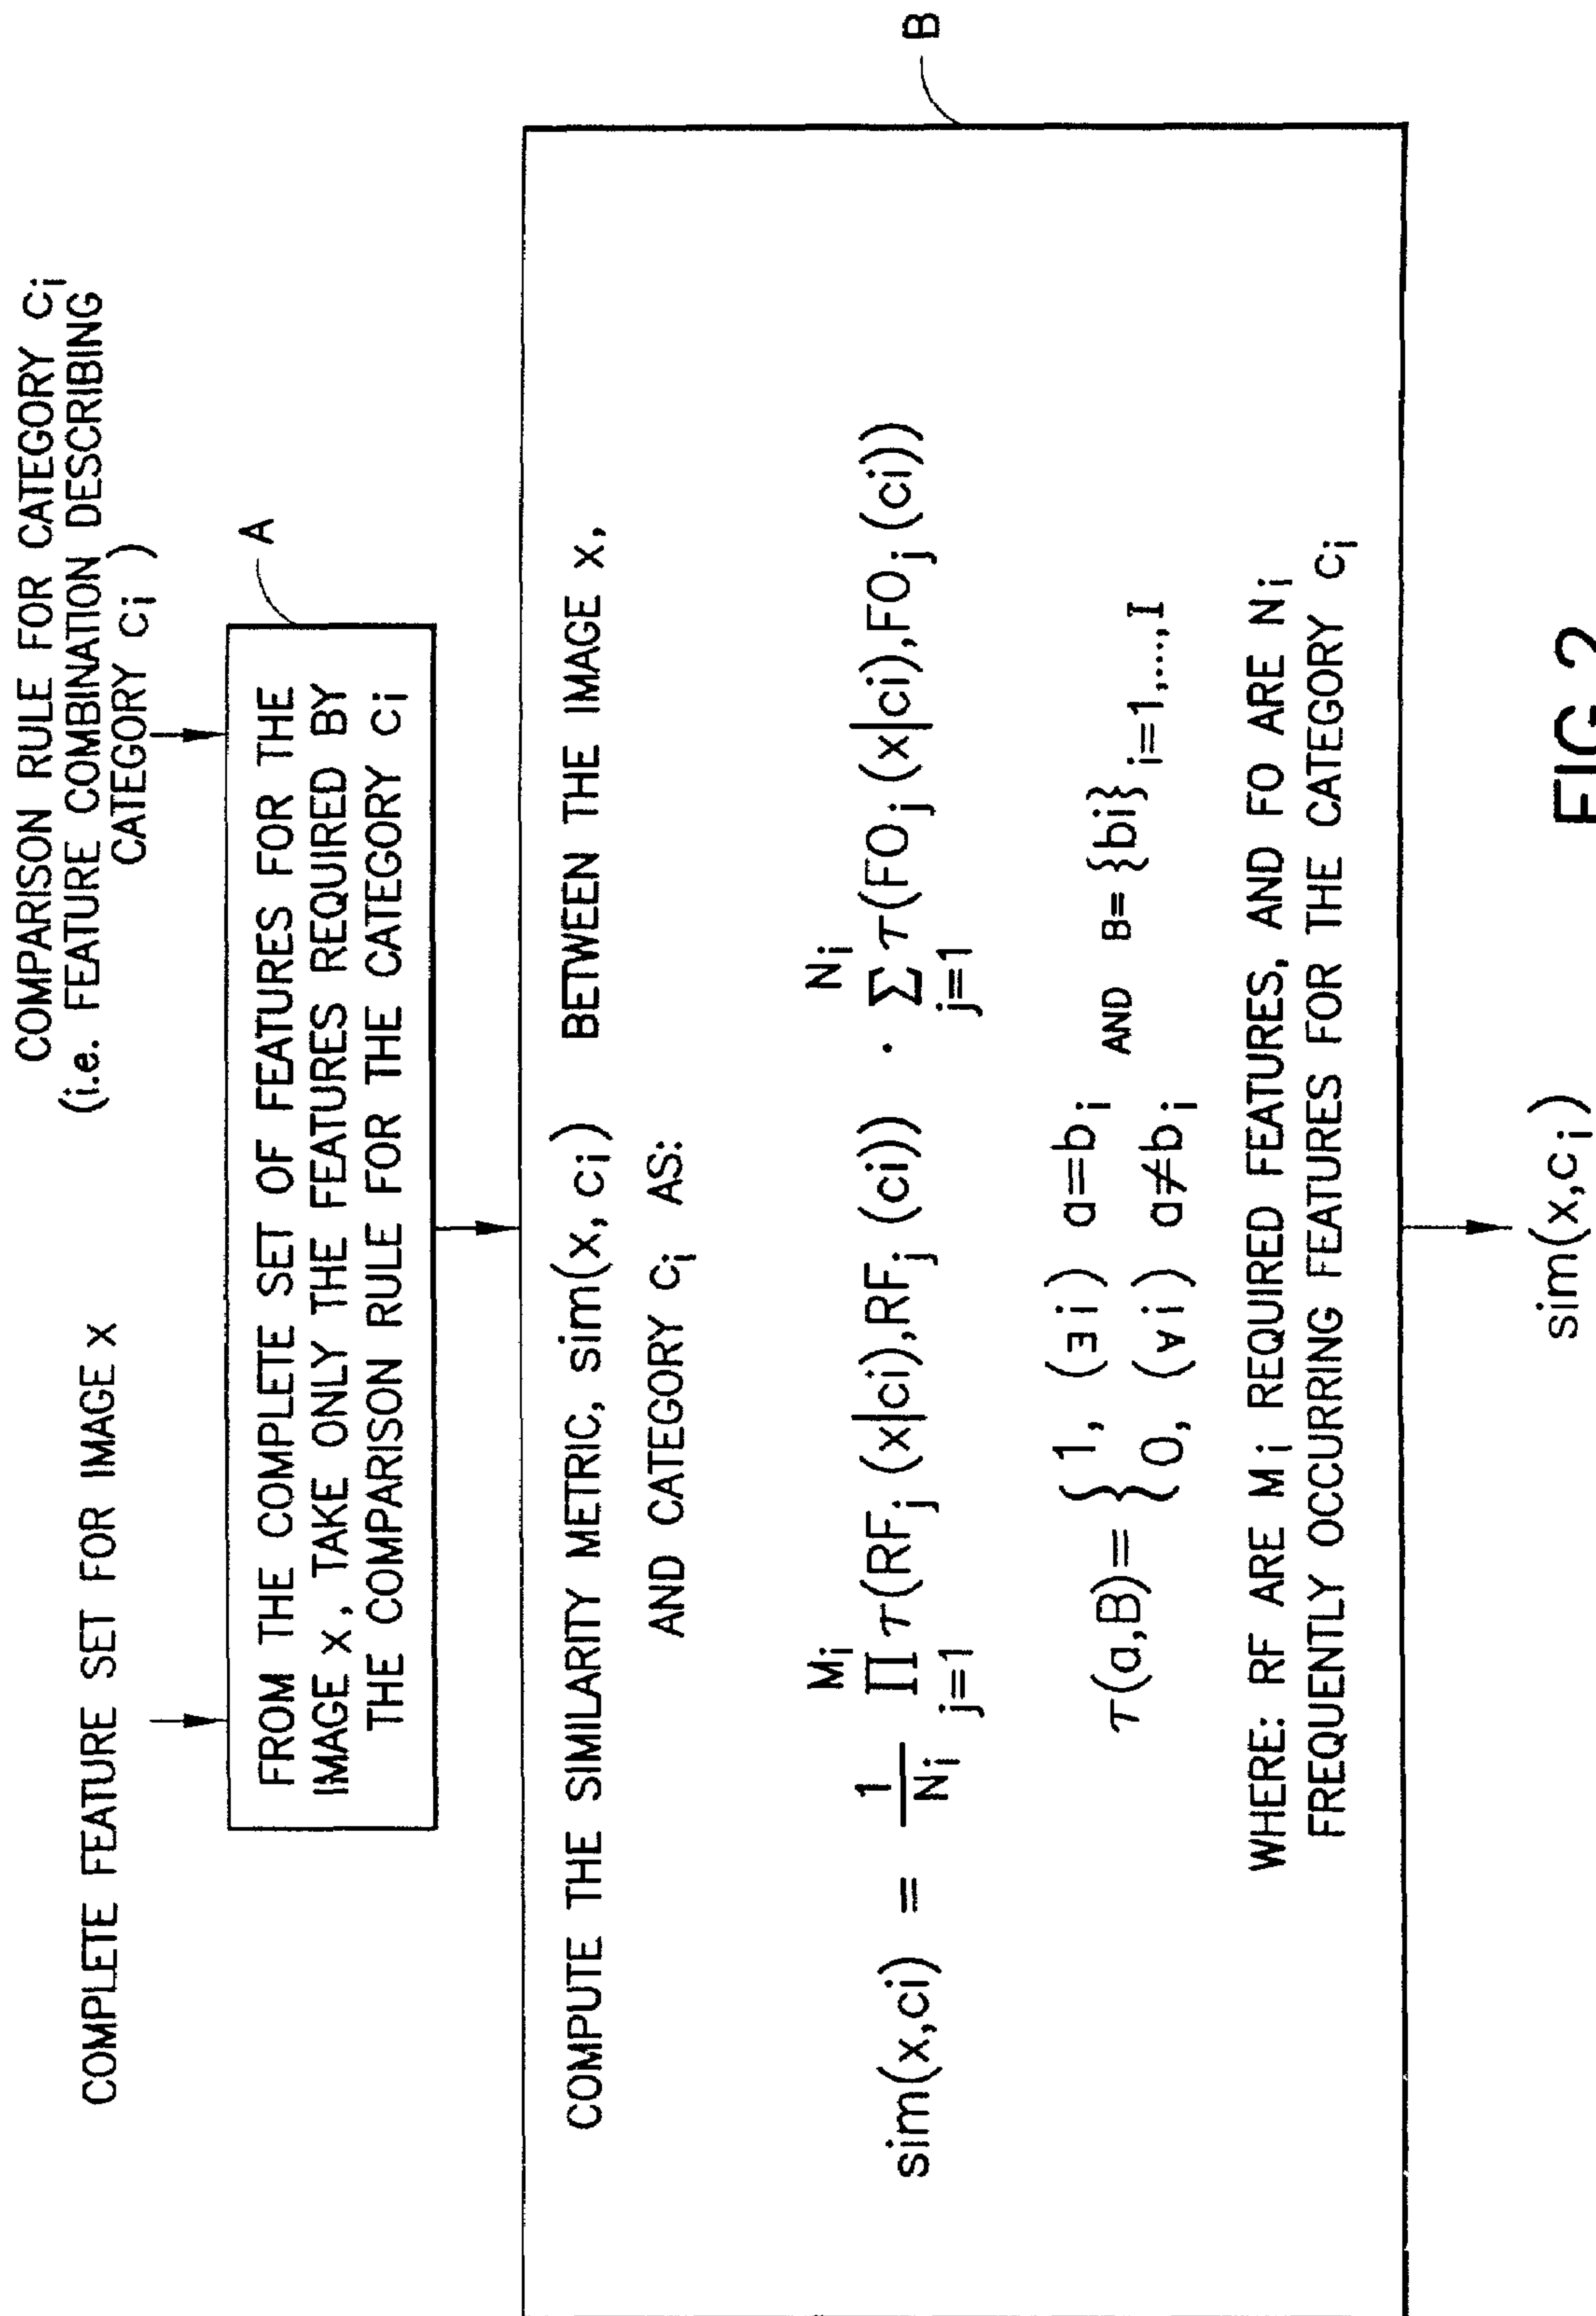 COMPLETE FEATURE SET FOR IMAGE x
COMPARISON RULE FOR CATEGORY ci
(i.e. FEATURE COMBINATION DESCRIBING
CATEGORY ci )
A
FROM THE COMPLETE SET OF FEATURES FOR THE
IMAGE x, TAKE ONLY THE FEATURES REQUIRED BY
THE COMPARISON RULE FOR THE CATEGORY ci
B
COMPUTE THE SIMILARITY METRIC, sim(x, ci) BETWEEN THE IMAGE x,
AND CATEGORY ci AS:
sim(x,ci) = 1/Ni ∏ j=1 Mi τ(RFj (x|ci),RFj (ci)) · Σ j=1 Ni τ(FOj (x|ci),FOj (ci))
τ(a,B)= { 1, (∃i) a=bi
0, (∀i) a≠bi AND B={bi} i=1,...,I
WHERE: RF ARE Mi REQUIRED FEATURES, AND FO ARE Ni
FREQUENTLY OCCURRING FEATURES FOR THE CATEGORY ci
sim(x,ci)
FIG.2